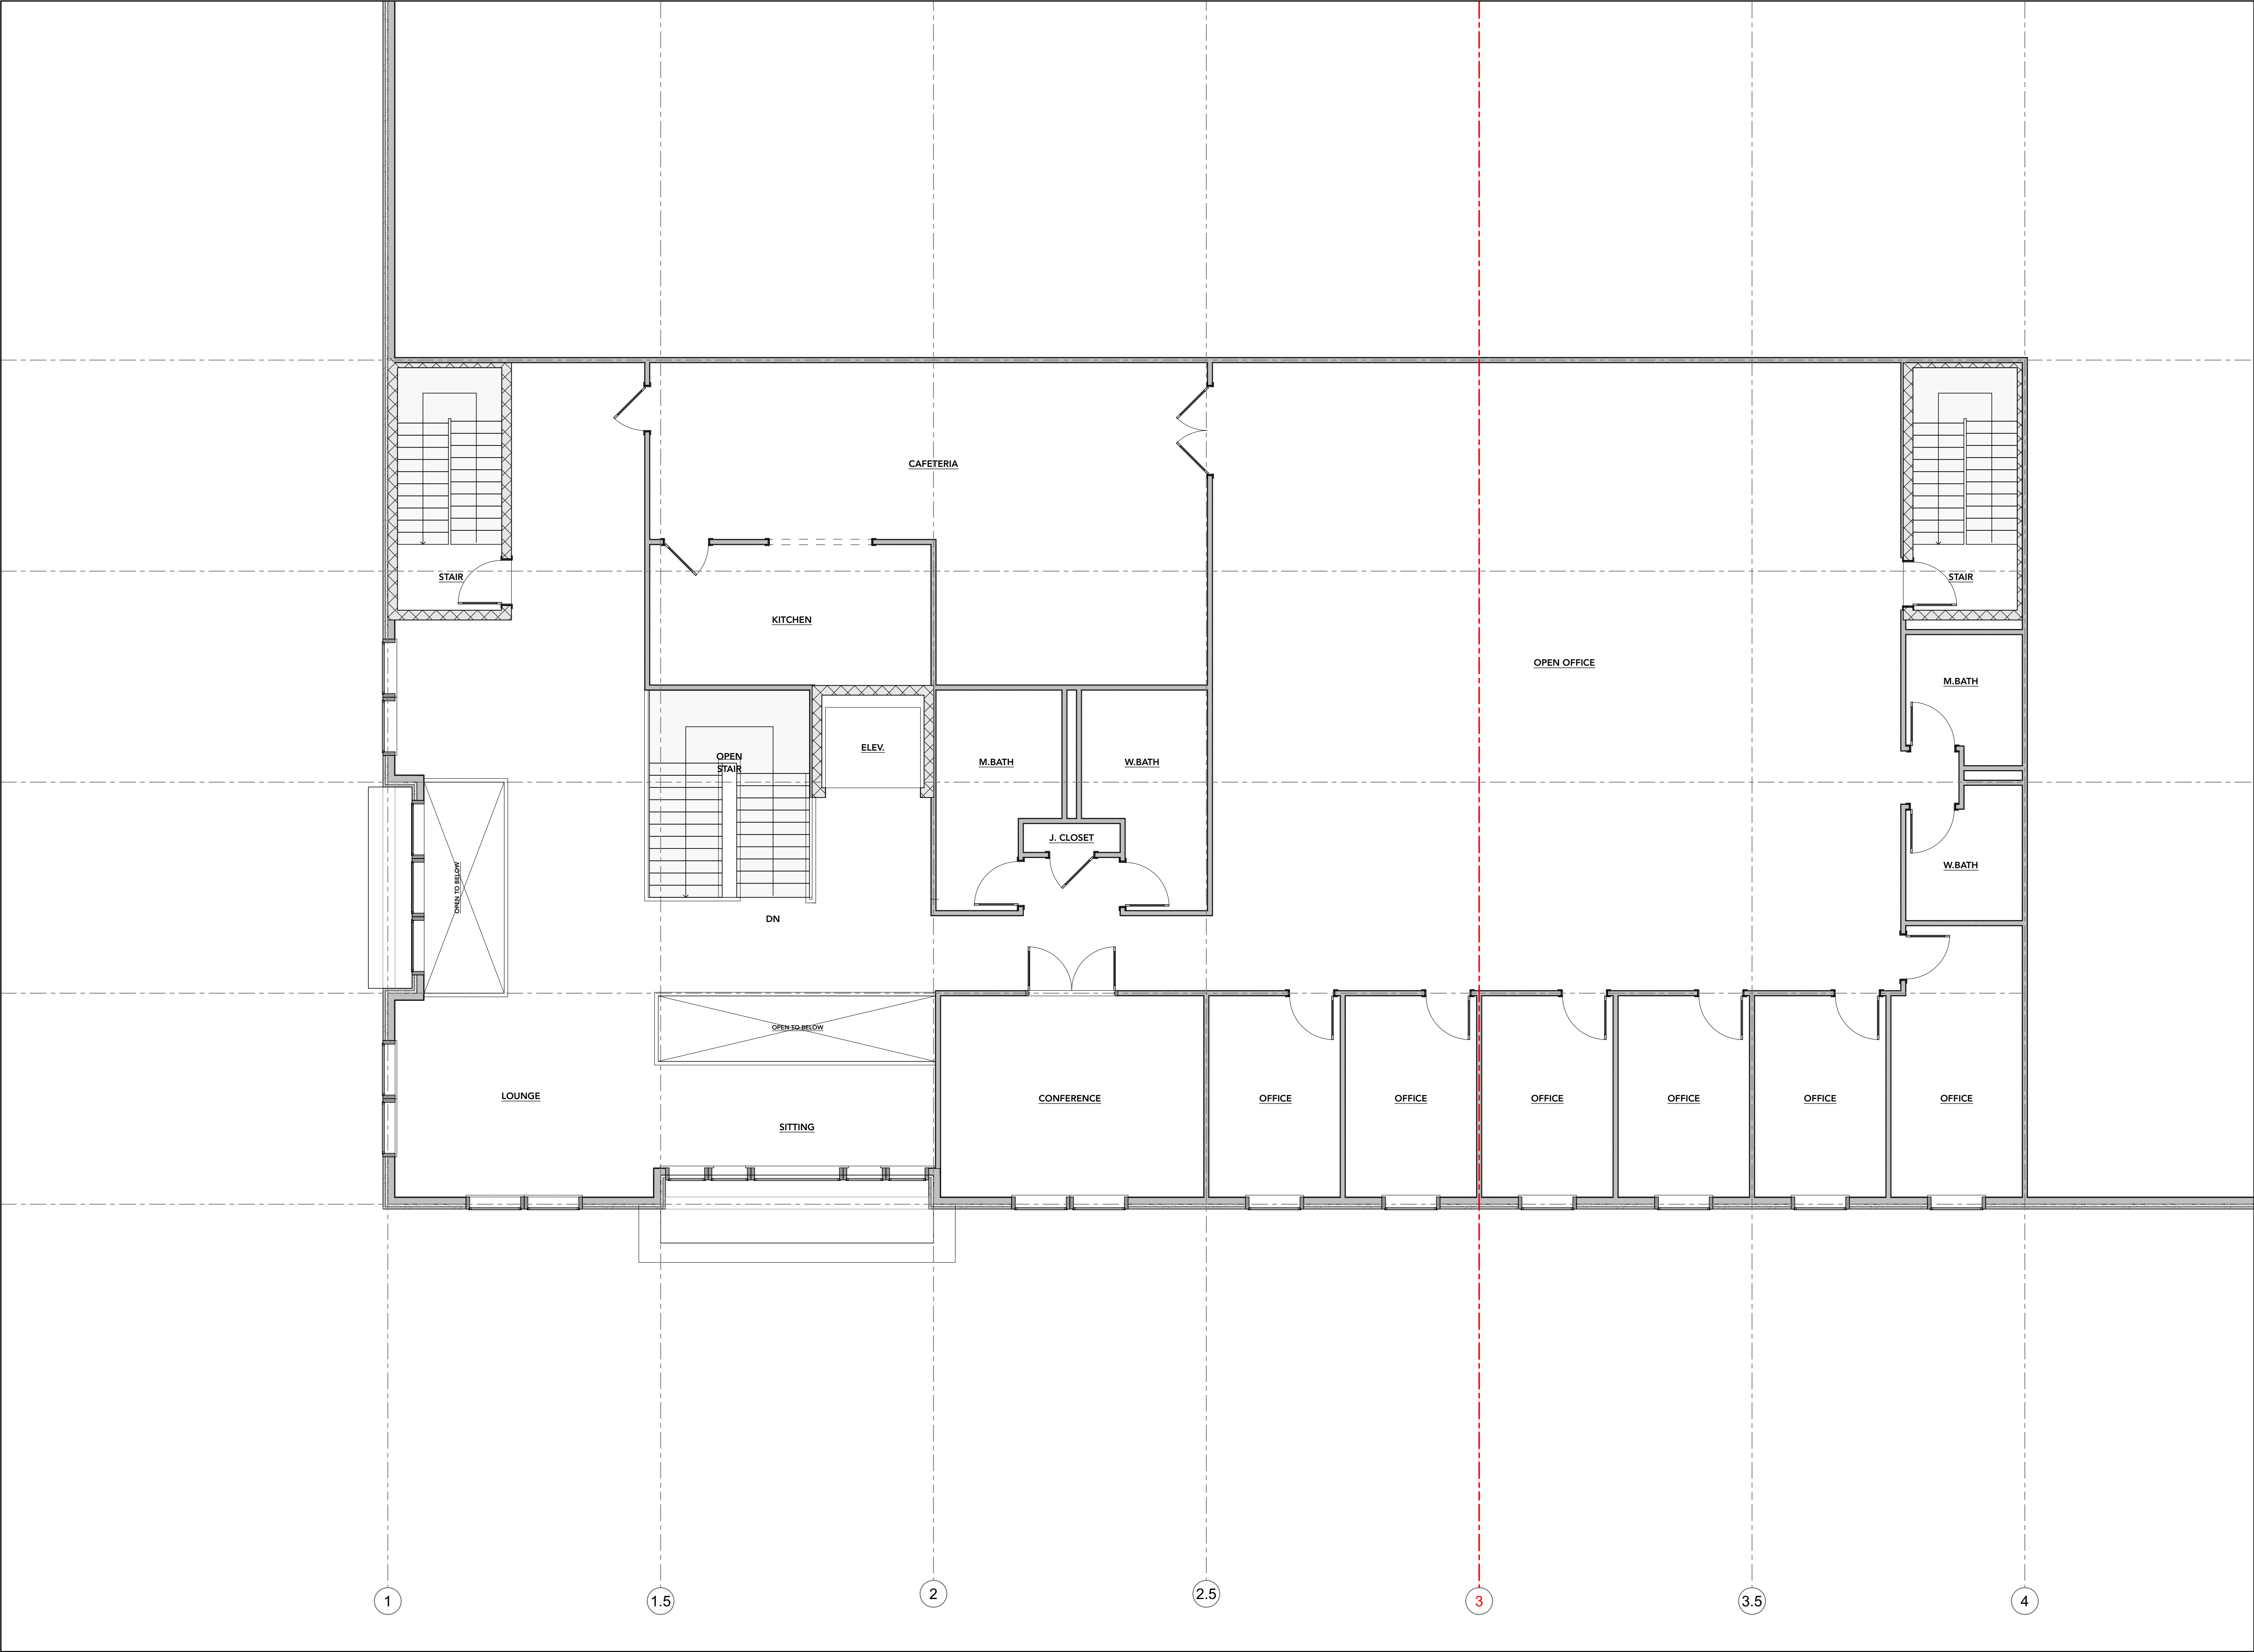 CAFETERIA
STAIR
STAIR
KITCHEN
OPEN OFFICE
M.BATH
OPEN
STAIR
ELEV.
M.BATH
W.BATH
J. CLOSET
W.BATH
OPEN TO BELOW
DN
OPEN TO BELOW
LOUNGE
SITTING
CONFERENCE
OFFICE
OFFICE
OFFICE
OFFICE
OFFICE
OFFICE
1
1.5
2
2.5
3
3.5
4